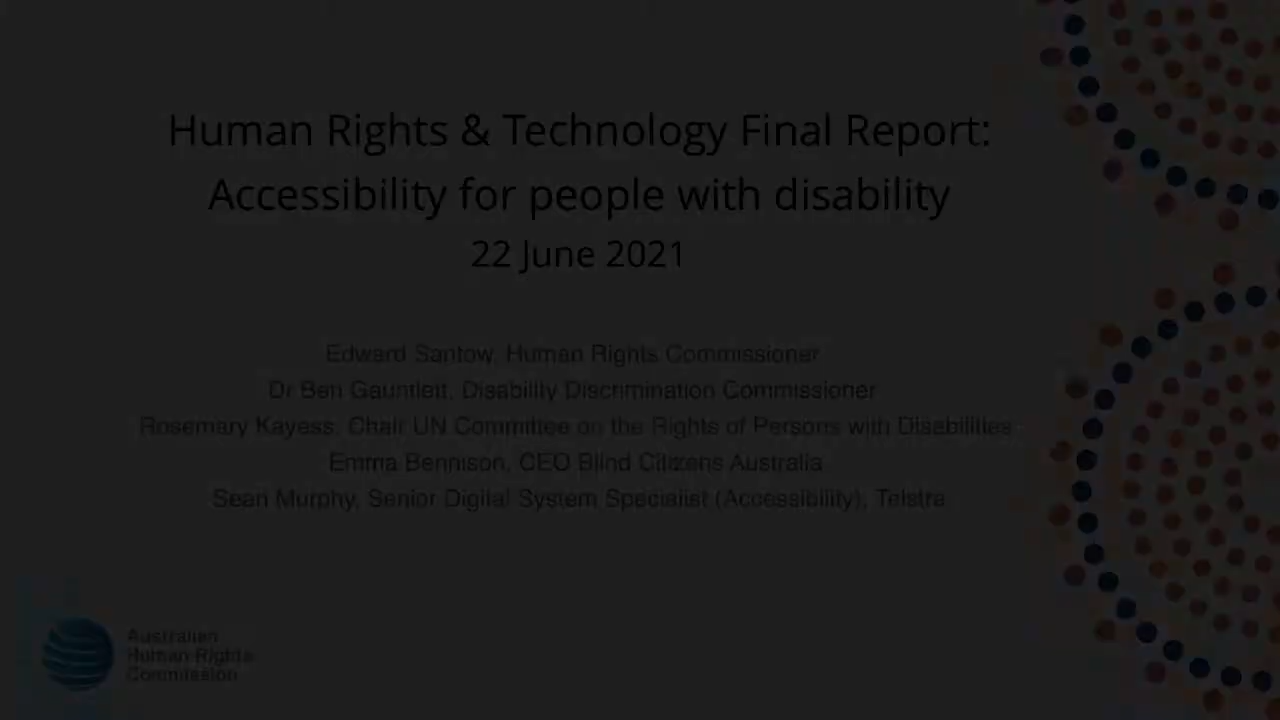 Human Rights & Technology Final Report:
Accessibility for people with disability
22 June 2021
Edward Santow, Human Rights Commissioner
Dr Ben Gauntlett, Disability Discrimination Commissioner
Rosemary Kayess, Chair UN Committee on the Rights of Persons with Disabilities
Emma Bennison, CEO Blind Citizens Australia
Sean Murphy, Senior Digital System Specialist (Accessibility), Telstra
Australian
Human Rights
Commission